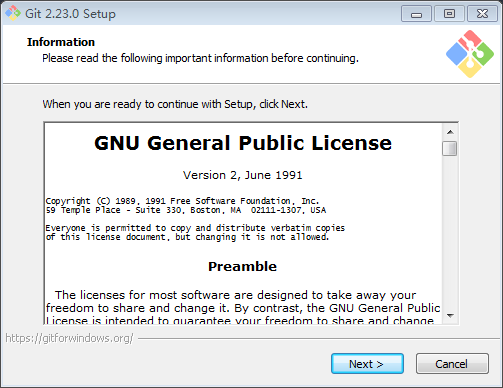 Git 2.23.0 Setup
Information
Please read the following important information before continuing.
When you are ready to continue with Setup, click Next.
GNU General Public License
Version 2, June 1991
Copyright (C) 1989, 1991 Free Software Foundation, Inc.
59 Temple Place - Suite 330, Boston, MA  02111-1307, USA
Everyone is permitted to copy and distribute verbatim copies
of this license document, but changing it is not allowed.
Preamble
The licenses for most software are designed to take away your
freedom to share and change it. By contrast, the GNU General Public
License is intended to guarantee your freedom to share and change
https://gitforwindows.org/
Next >
Cancel